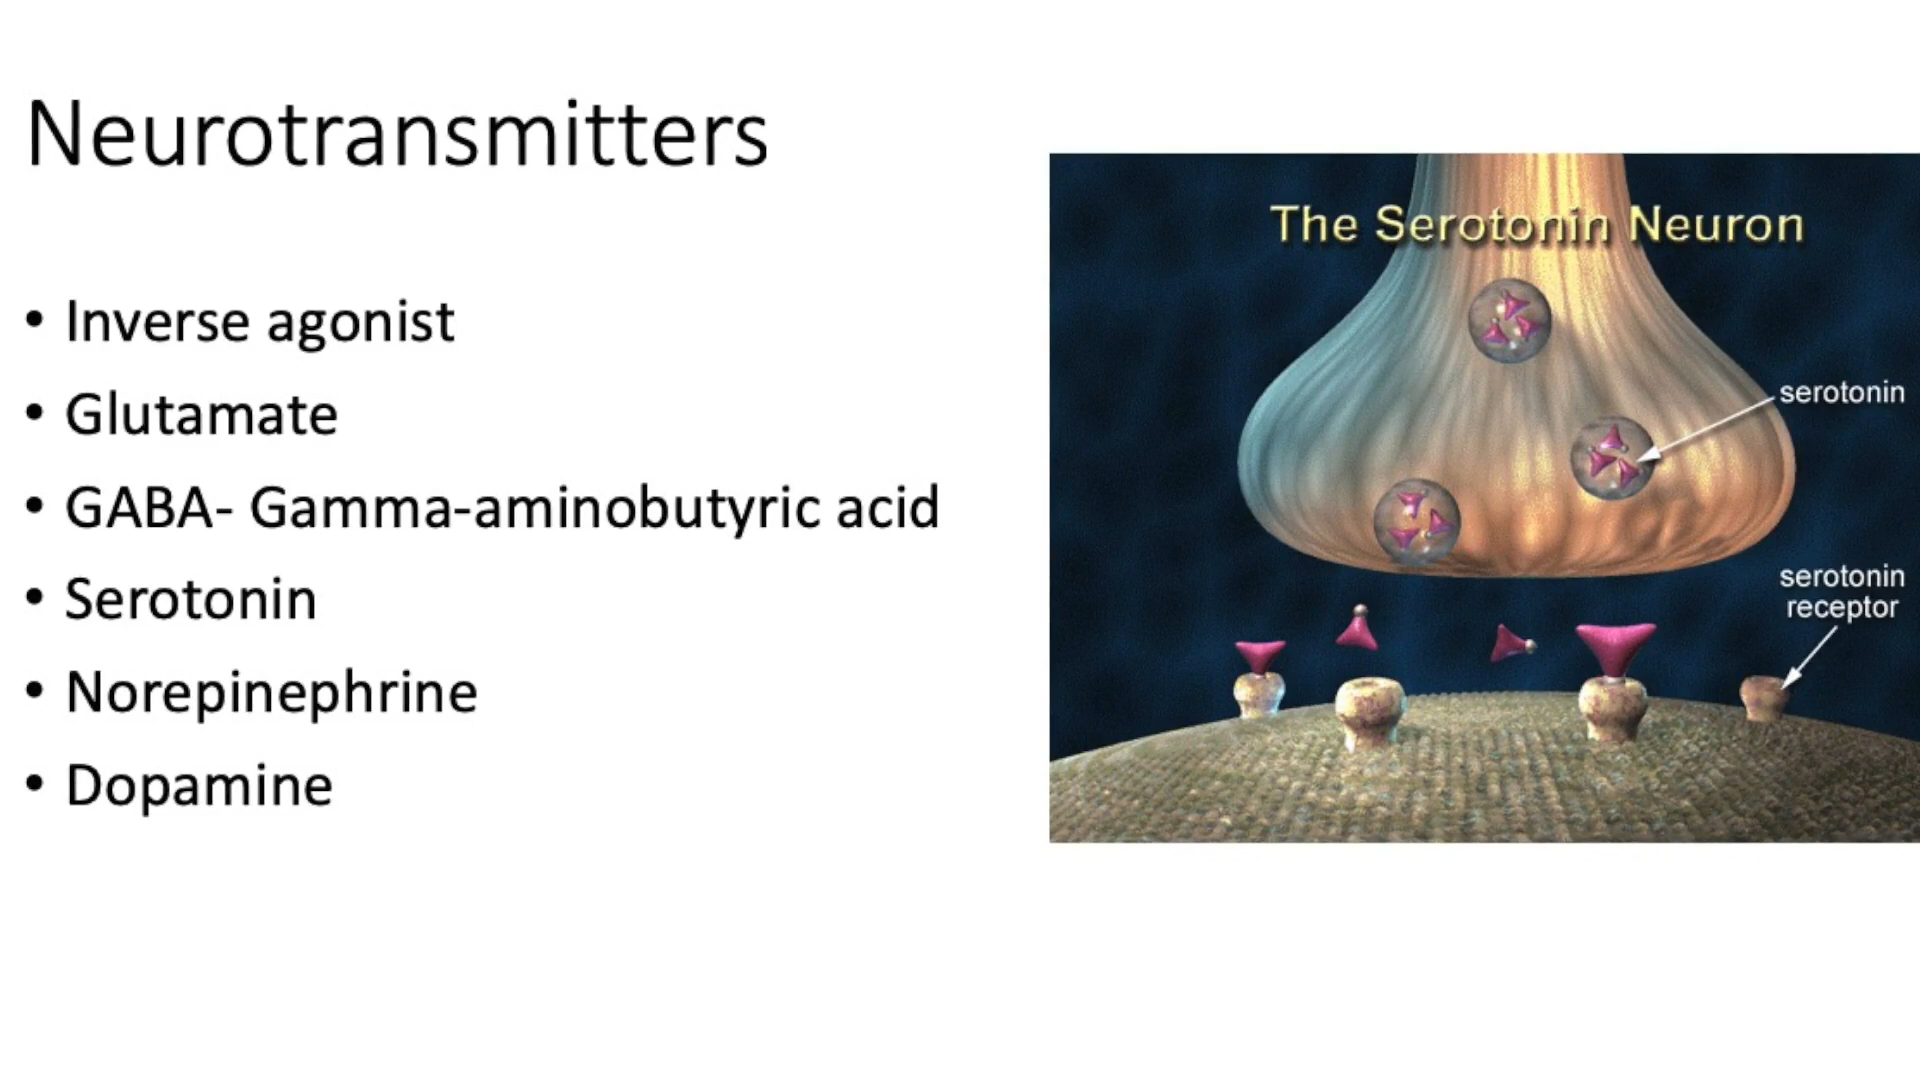 Neurotransmitters
• Inverse agonist
• Glutamate
• GABA- Gamma-aminobutyric acid
• Serotonin
• Norepinephrine
• Dopamine
The Serotonin Neuron
serotonin
serotonin
receptor